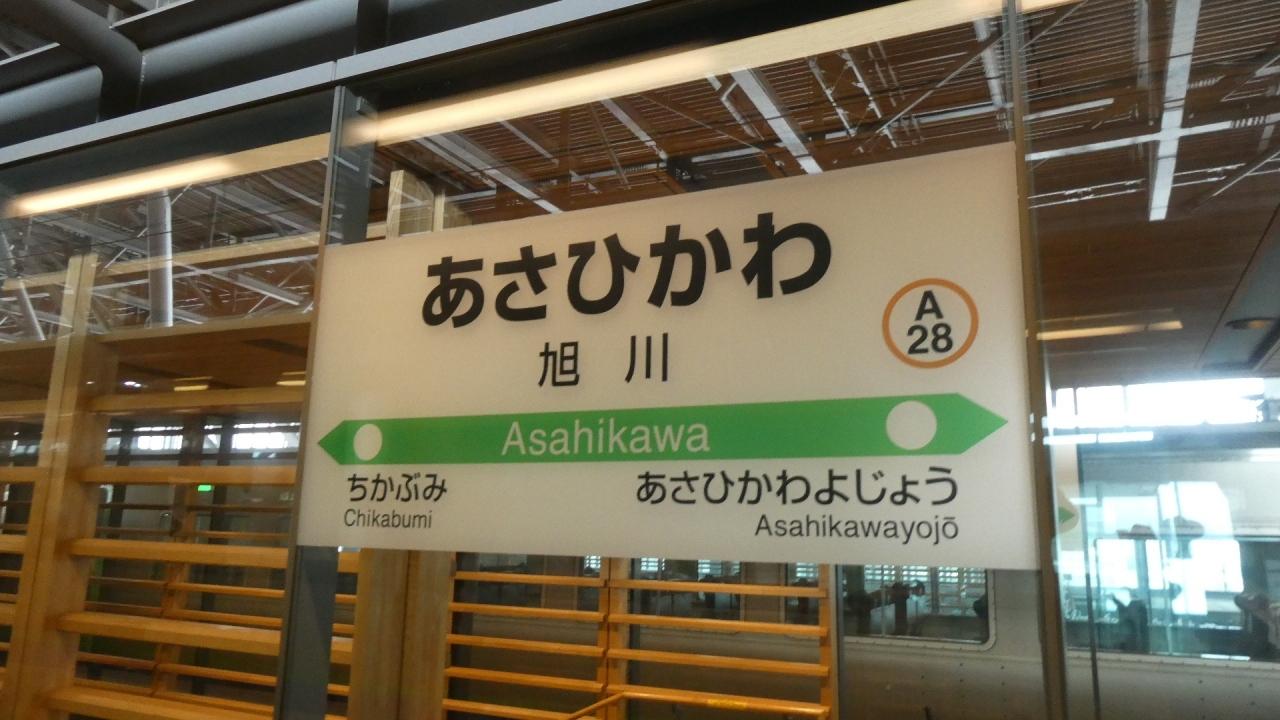 あさひかわ
旭川
A
28
Asahikawa
ちかぶみ
Chikabumi
あさひかわよじょう
Asahikawayojō